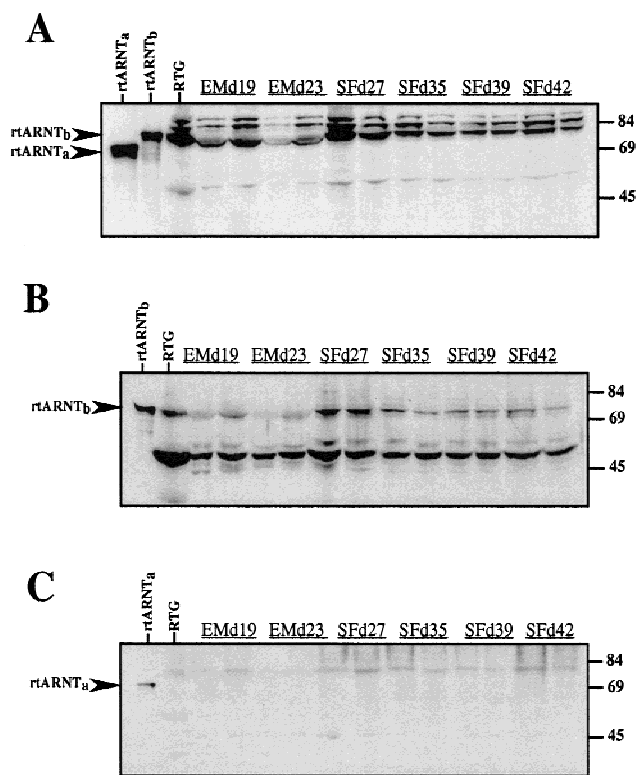 A
rtARNTa
rtARNTb
RTG
EMd19 EMd23 SFd27 SFd35 SFd39 SFd42
rtARNTb
rtARNTa
84
69
45
B
rtARNTb
RTG
EMd19 EMd23 SFd27 SFd35 SFd39 SFd42
rtARNTb
84
69
45
C
rtARNTa
RTG
EMd19 EMd23 SFd27 SFd35 SFd39 SFd42
rtARNTa
84
69
45